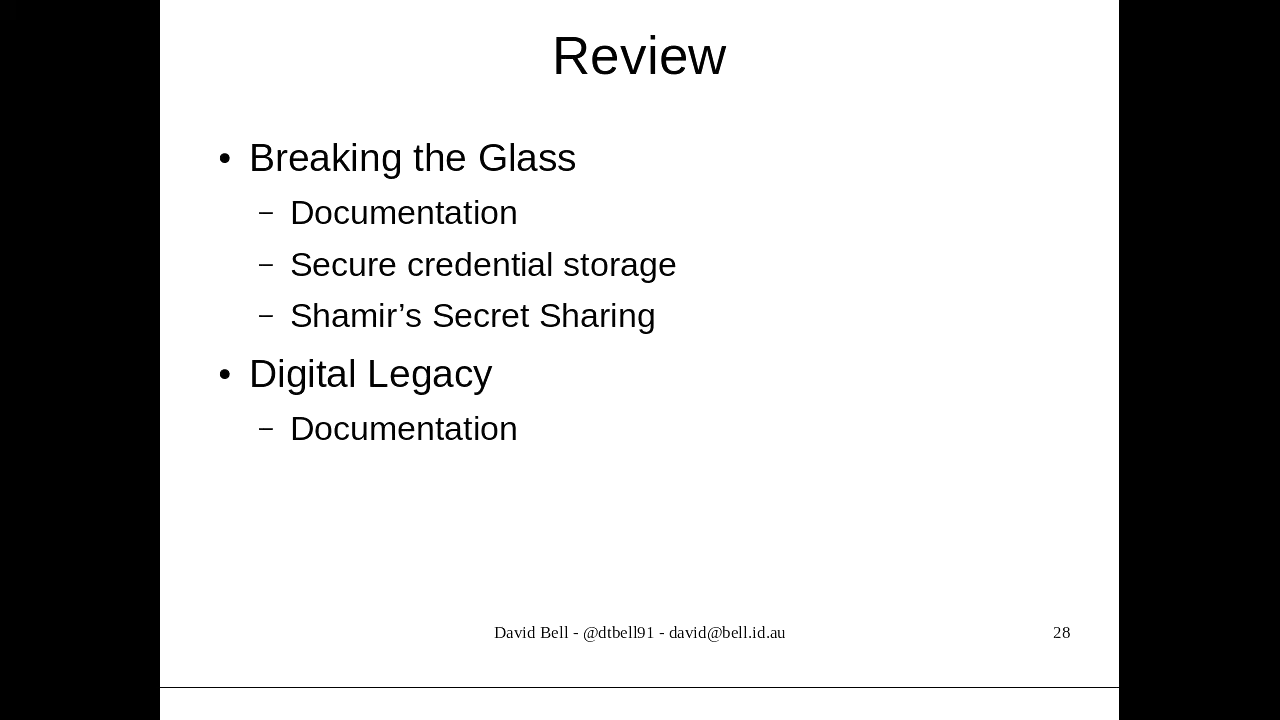 Review
• Breaking the Glass
– Documentation
– Secure credential storage
– Shamir’s Secret Sharing
• Digital Legacy
– Documentation
David Bell - @dtbell91 - david@bell.id.au
28